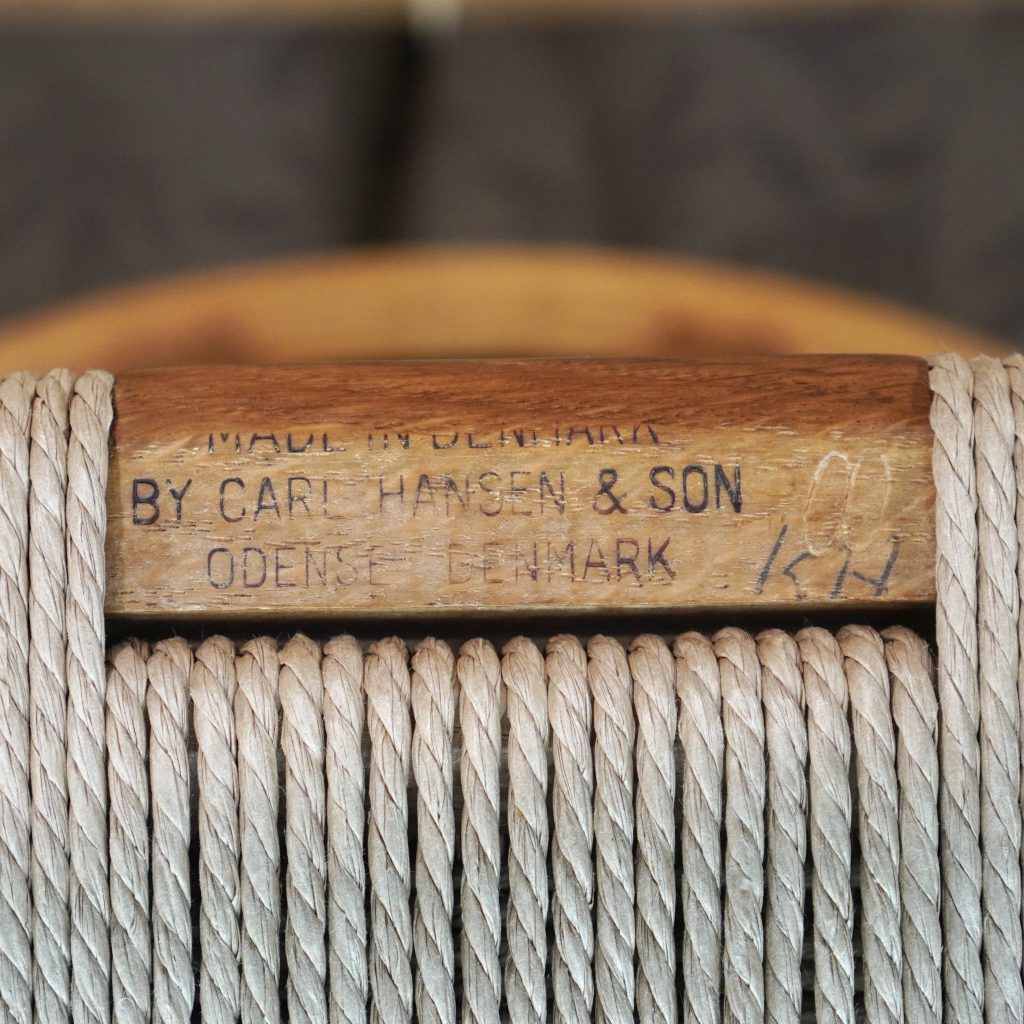 MADE IN DENMARK
BY CARL HANSEN & SON
ODENSE DENMARK
KH